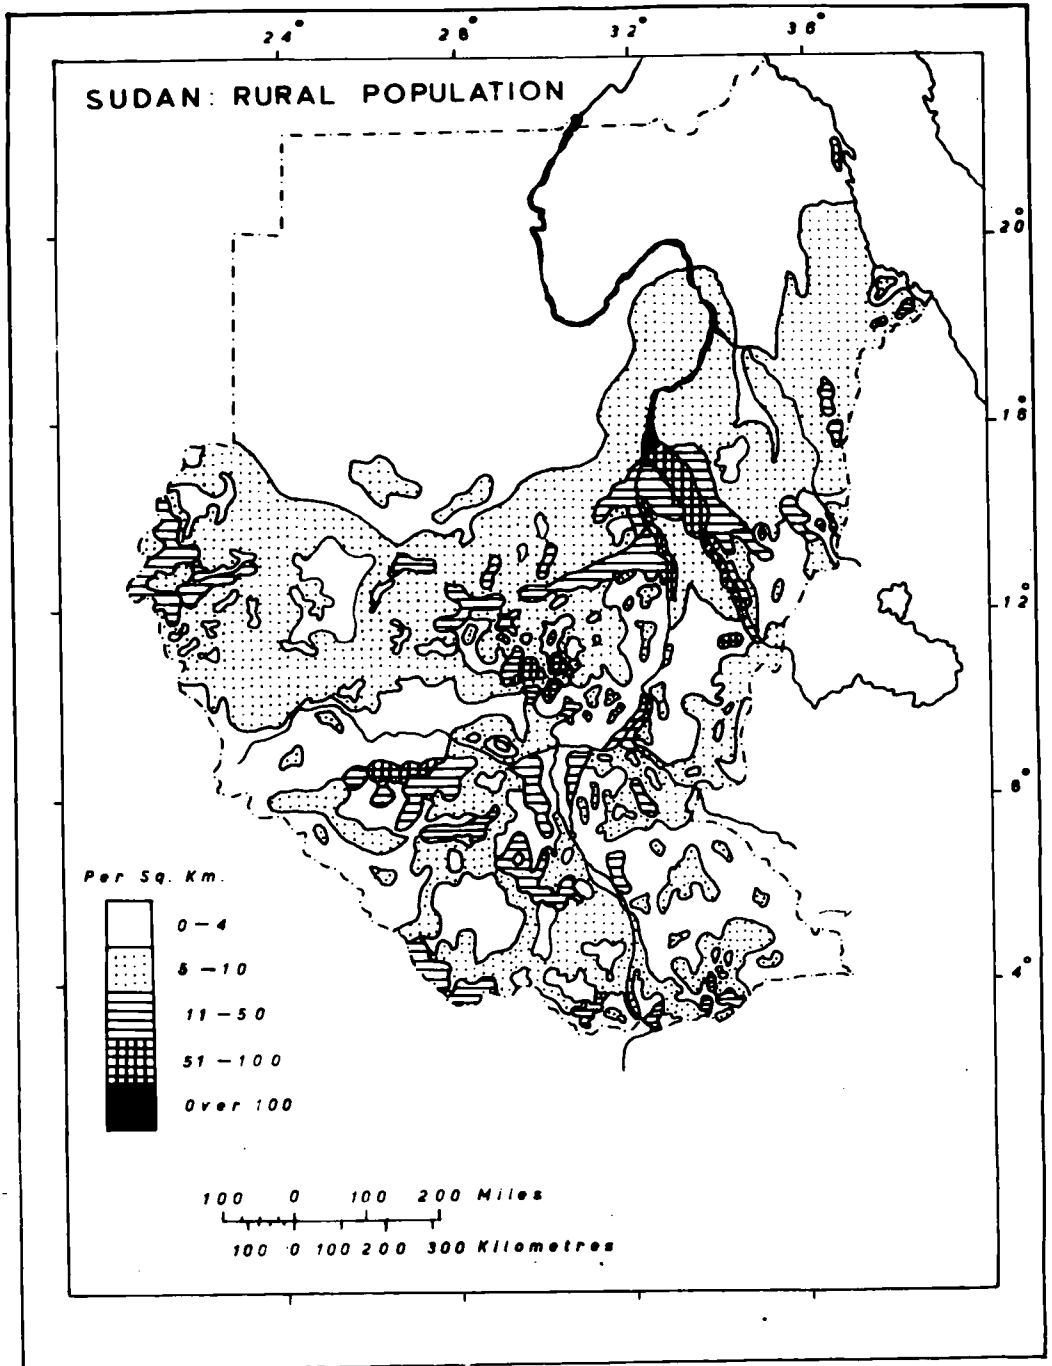 24° 28° 32° 36°
SUDAN: RURAL POPULATION
20°
16°
12°
8°
4°
Per Sq. Km.
0-4
5-10
11-50
51-100
Over 100
100 0 100 200 Miles
100 0 100 200 300 Kilometres